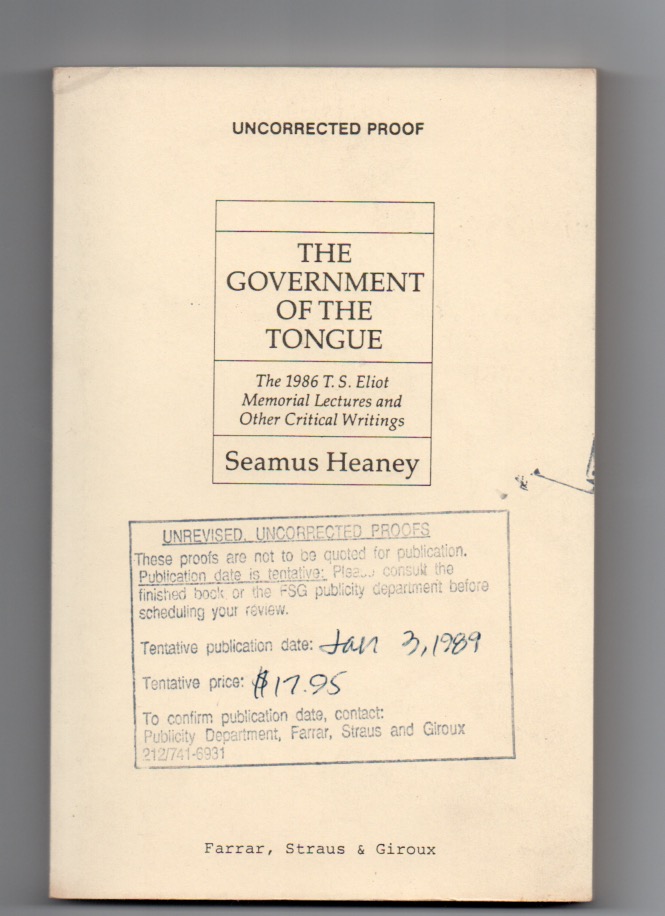 UNCORRECTED PROOF
THE
GOVERNMENT
OF THE
TONGUE
The 1986 T. S. Eliot
Memorial Lectures and
Other Critical Writings
Seamus Heaney
UNREVISED, UNCORRECTED PROOFS
These proofs are not to be quoted for publication.
Publication date is tentative: Please consult the
finished book or the FSG publicity department before
scheduling your review.
Tentative publication date: Jan 3, 1989
Tentative price: $17.95
To confirm publication date, contact:
Publicity Department, Farrar, Straus and Giroux
212/741-6931
Farrar, Straus & Giroux